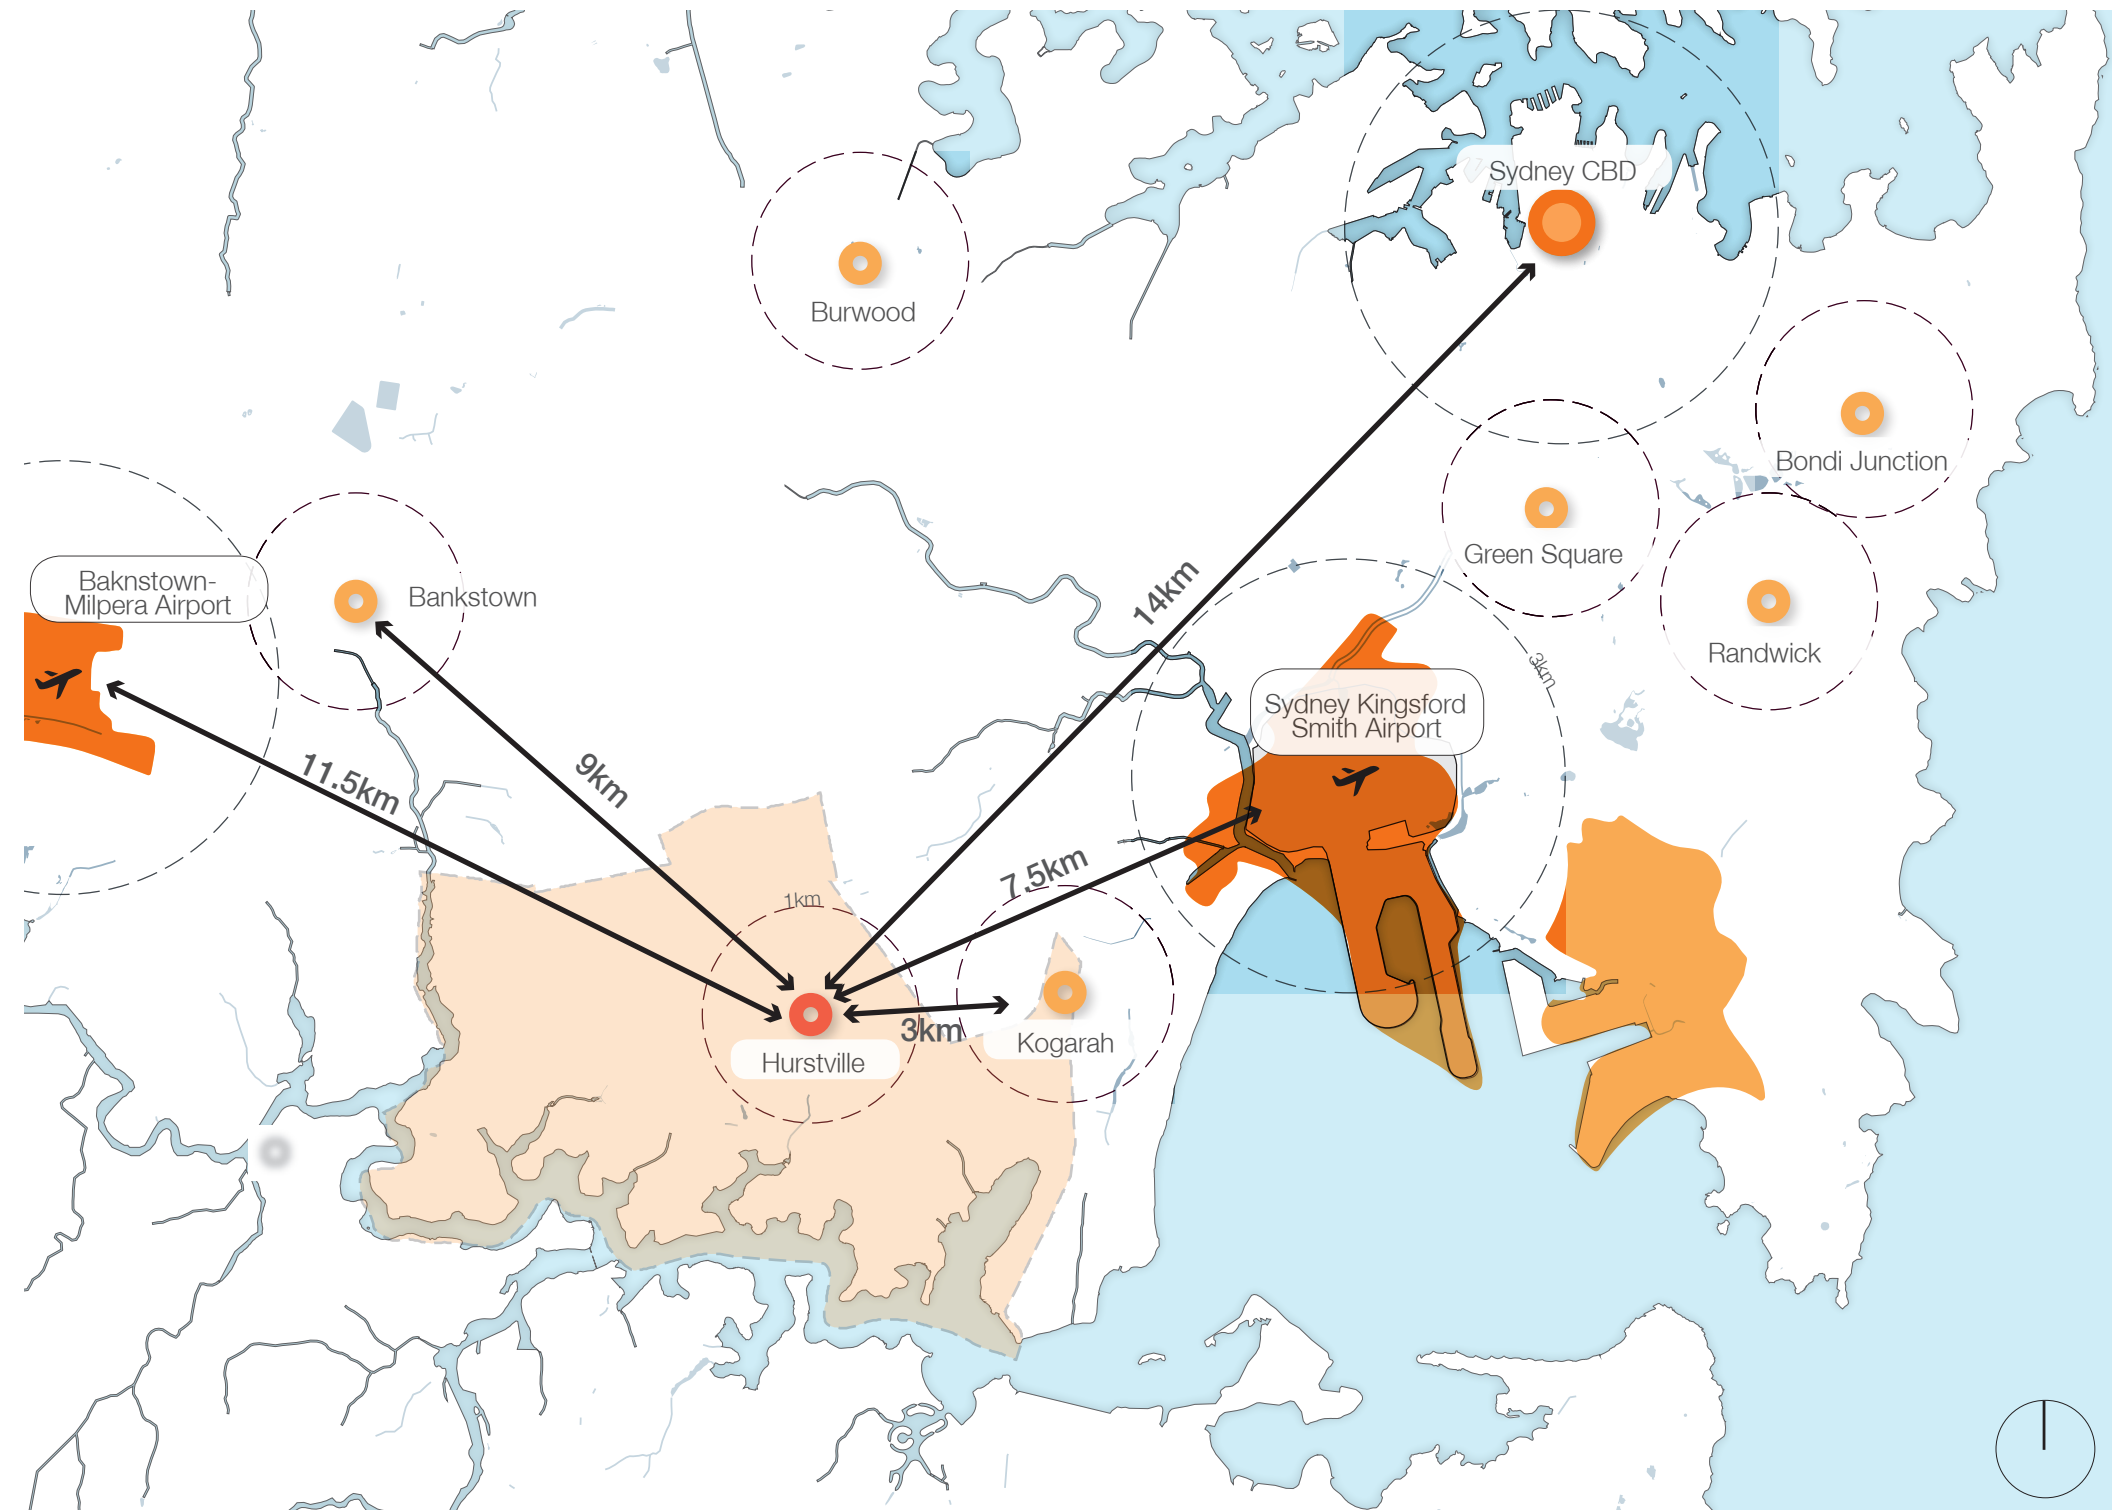 Sydney CBD
Burwood
Bondi Junction
Green Square
Baknstown-
Milpera Airport
Bankstown
14km
Randwick
3km
Sydney Kingsford
Smith Airport
11.5km
9km
7.5km
1km
3km
Kogarah
Hurstville